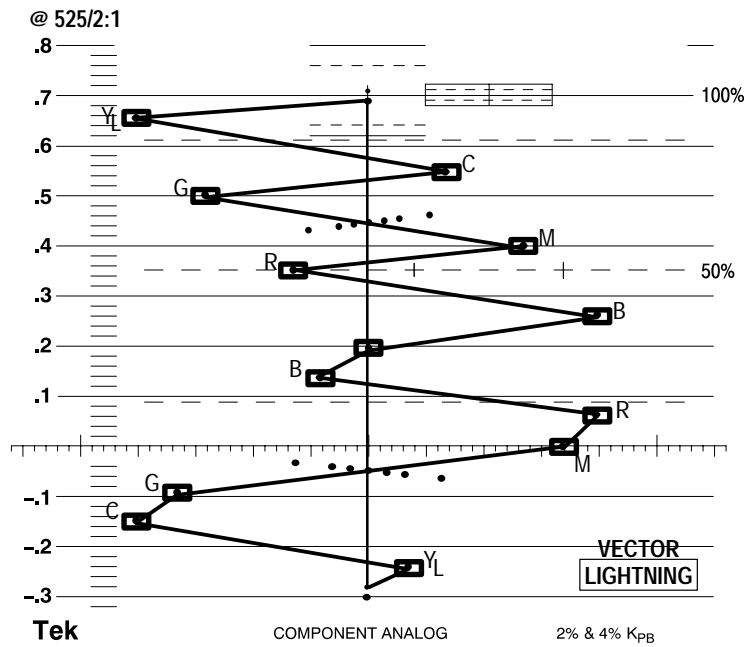 @ 525/2:1
.8
.7 100%
YL
.6
C
G
.5
M
.4
R
50%
.3
B
.2
B
.1
R
M
G
–.1
C
–.2
VECTOR
YL
LIGHTNING
–.3
Tek COMPONENT ANALOG 2% & 4% KPB